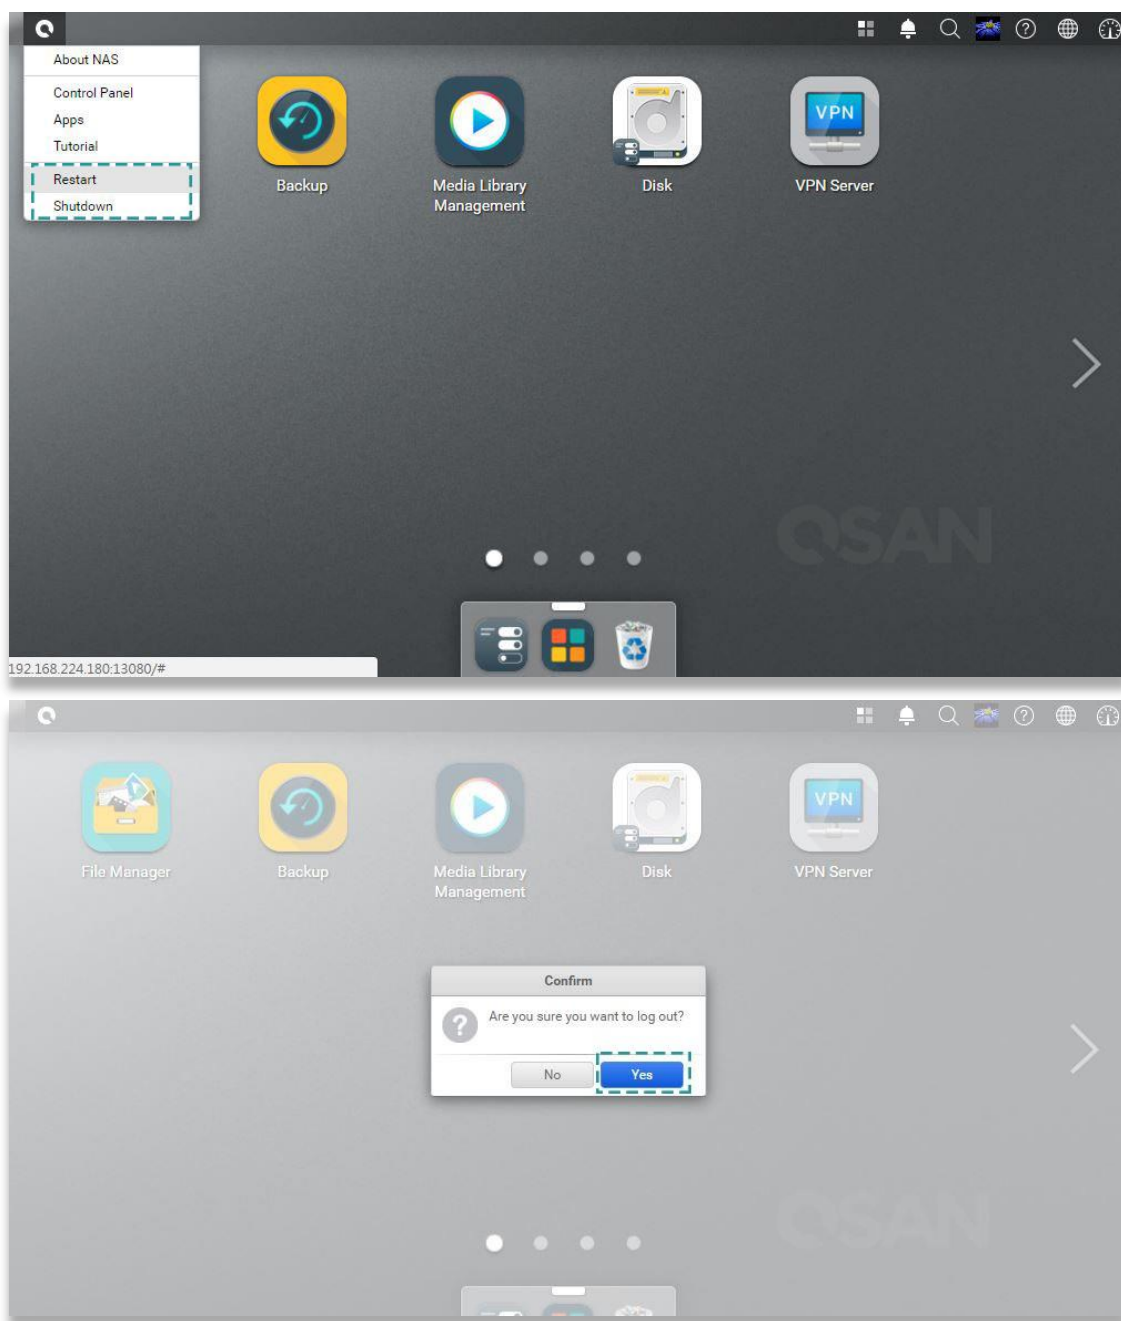 About NAS
Control Panel
Apps
Tutorial
Restart
Shutdown
VPN
Backup
Media Library
Management
Disk
VPN Server
QSAN
192.168.224.180:13080/#
VPN
File Manager
Backup
Media Library
Management
Disk
VPN Server
Confirm
Are you sure you want to log out?
No
Yes
QSAN